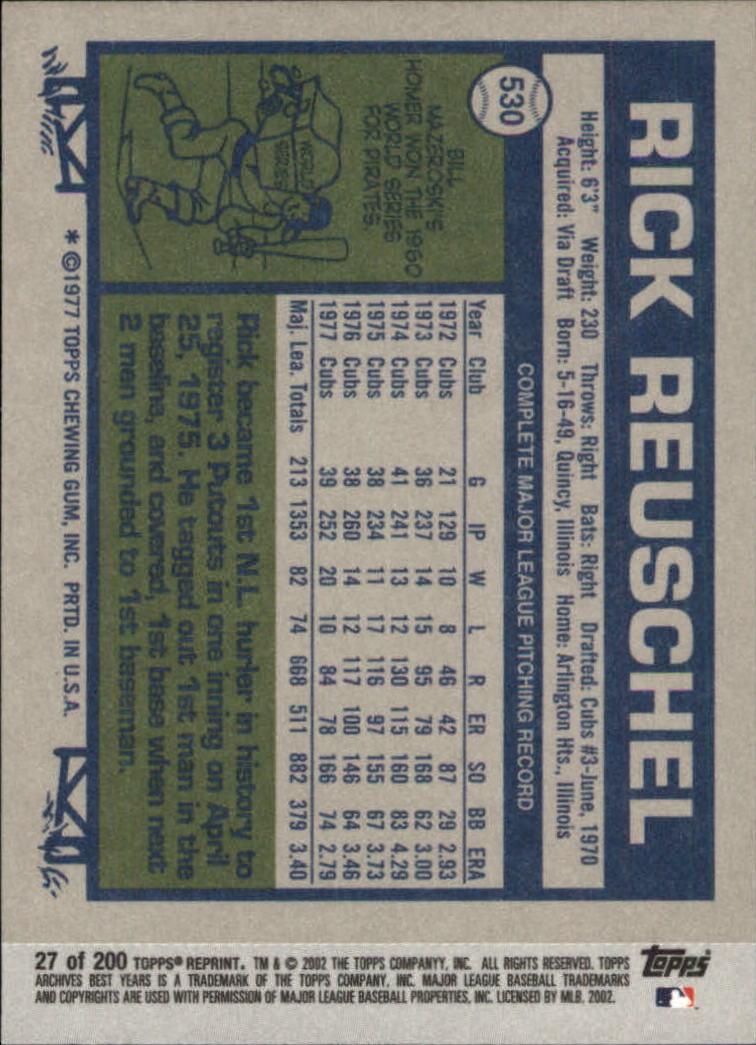 RICK REUSCHEL
530
Height: 6'3" Weight: 230 Throws: Right Bats: Right Drafted: Cubs #3-June, 1970
Acquired: Via Draft Born: 5-16-49, Quincy, Illinois Home: Arlington Hts., Illinois
COMPLETE MAJOR LEAGUE PITCHING RECORD
Year Club G IP W L R ER SO BB ERA
1972 Cubs 21 129 10 8 46 42 87 29 2.93
1973 Cubs 36 237 14 15 95 79 168 62 3.00
1974 Cubs 41 241 13 12 130 115 160 83 4.29
1975 Cubs 38 234 11 17 116 97 155 67 3.73
1976 Cubs 38 260 14 12 117 100 146 64 3.46
1977 Cubs 39 252 20 10 84 78 166 74 2.79
Maj. Lea. Totals 213 1353 82 74 668 511 882 379 3.40
BILL
MAZEROSKI'S
HOMER WON THE 1960
WORLD SERIES
FOR PIRATES.
WORLD
SERIES
Rick became 1st N.L. hurler in history to
register 3 Putouts in one inning on April
25, 1975. He tagged out 1st man in the
baseline, and covered, 1st base when next
2 men grounded to 1st baseman.
* ©1977 TOPPS CHEWING GUM, INC. PRTD. IN U.S.A.
27 of 200 TOPPS® REPRINT. TM & © 2002 THE TOPPS COMPANYY, INC. ALL RIGHTS RESERVED. TOPPS
ARCHIVES BEST YEARS IS A TRADEMARK OF THE TOPPS COMPANY, INC. MAJOR LEAGUE BASEBALL TRADEMARKS
AND COPYRIGHTS ARE USED WITH PERMISSION OF MAJOR LEAGUE BASEBALL PROPERTIES, INC. LICENSED BY MLB. 2002.
topps